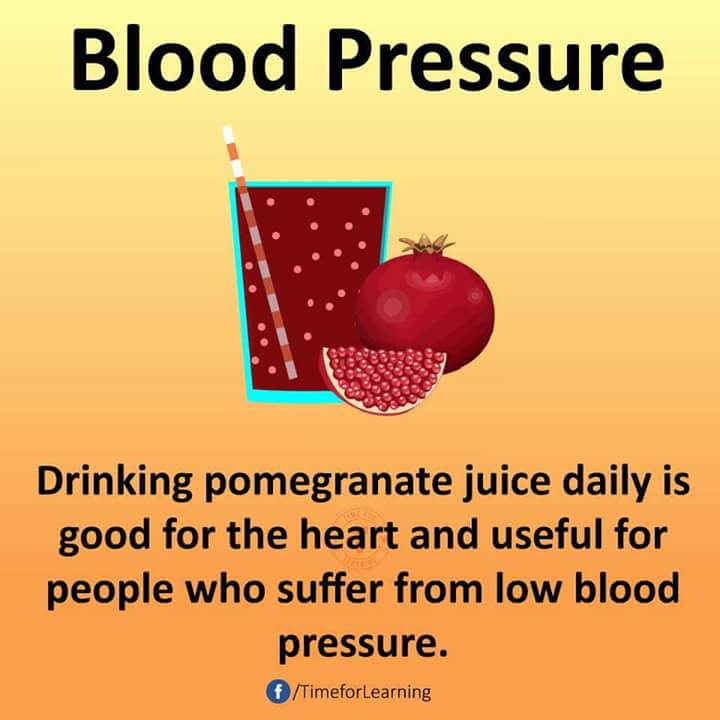 Blood Pressure
Drinking pomegranate juice daily is
good for the heart and useful for
people who suffer from low blood
pressure.
f/TimeforLearning